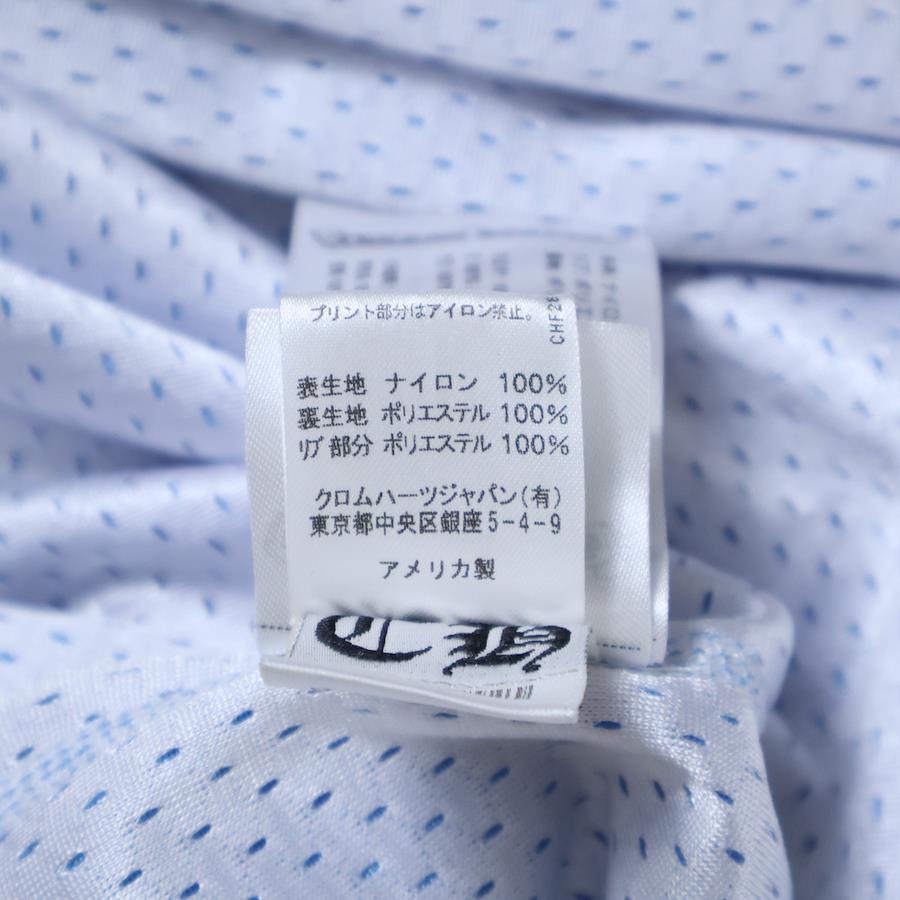 プリント部分はアイロン禁止。
CHF28
表生地 ナイロン 100%
裏生地 ポリエステル 100%
リブ部分 ポリエステル 100%
クロムハーツジャパン(有)
東京都中央区銀座5-4-9
アメリカ製